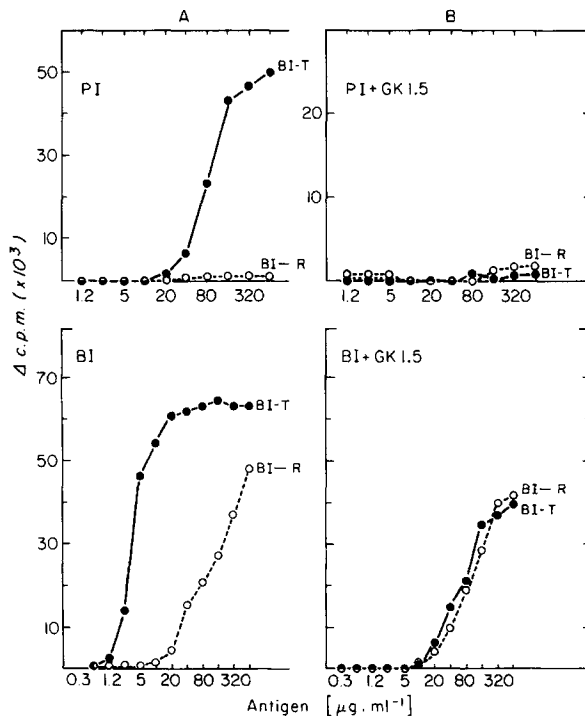 A
B
Δ c.p.m. (x10³)
50
30
10
PI
BI-T
BI-R
1.2 5 20 80 320
20
10
PI + GK 1.5
BI-R
BI-T
1.2 5 20 80 320
70
50
30
10
BI
BI-T
BI-R
0.3 1.2 5 20 80 320
BI + GK 1.5
BI-R
BI-T
0.3 1.2 5 20 80 320
Antigen [μg. ml⁻¹]